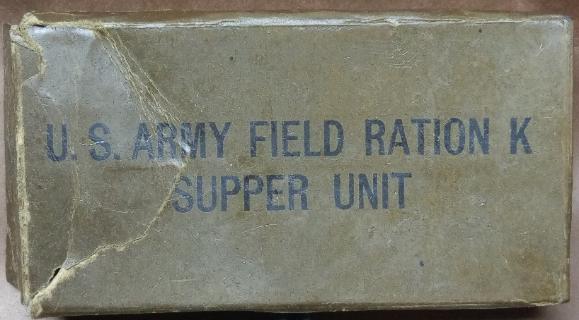 U. S. ARMY FIELD RATION K
SUPPER UNIT